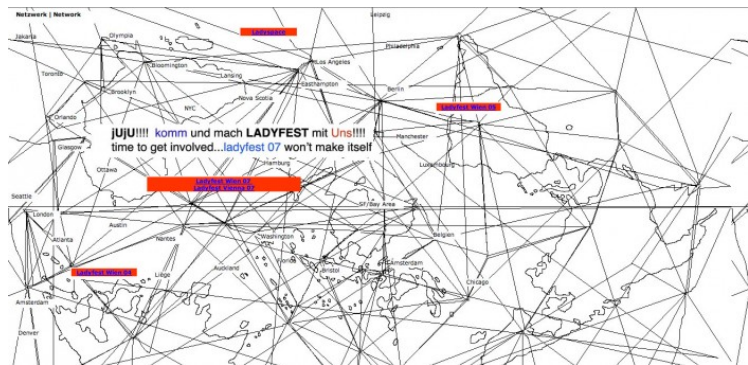 Netzwerk | Network
Leipzig
Ladyspace
Jakarta
Olympia
Philadelphia
Bloomington
Los Angeles
Toronto
Lansing
Easthampton
Brooklyn
Berlin
Nova Scotia
NYC
Ladyfest Wien 05
Orlando
jUjU!!!! komm und mach LADYFEST mit Uns!!!!
Manchester
time to get involved...ladyfest 07 won't make itself
Glasgow
Hamburg
Luxembourg
Ottawa
Ladyfest Wien 07
Ladyfest Vienna 07
Seattle
SF/Bay Area
London
Austin
Washington
Belgien
Atlanta
Nantes
Florida
Amsterdam
Ladyfest Wien 04
Liège
Auckland
Bristol
Chicago
Amsterdam
Denver